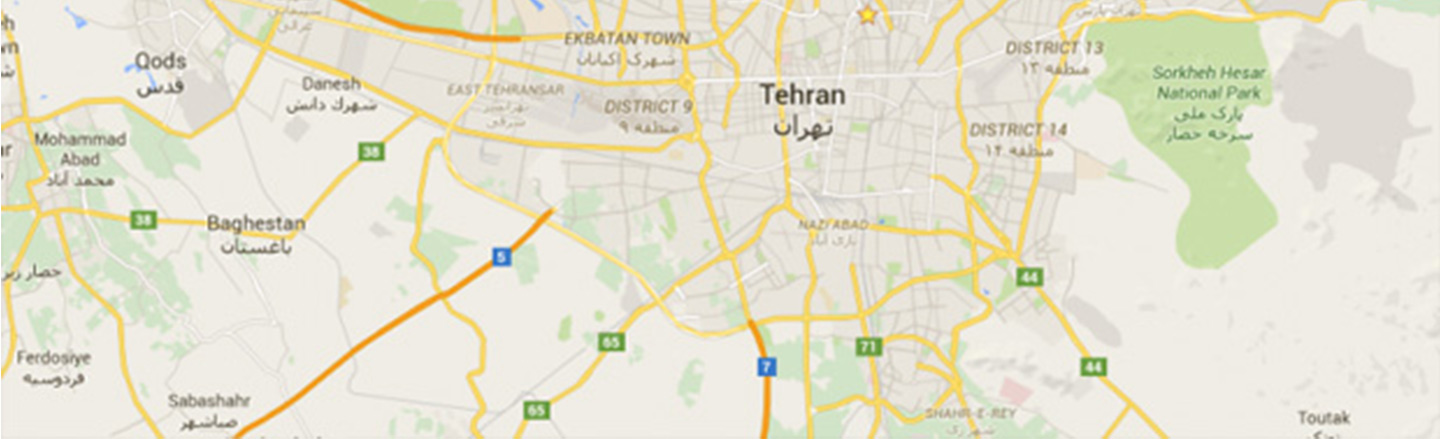 EKBATAN TOWN
شهرک اکباتان
Qods
قدس
DISTRICT 13
منطقه ۱۳
Danesh
شهرک دانش
EAST TEHRANSAR
تهرانسر
شرقی
DISTRICT 9
منطقه ۹
Tehran
تهران
Sorkheh Hesar
National Park
پارک ملی
سرخه حصار
Mohammad
Abad
محمد آباد
38
DISTRICT 14
منطقه ۱۴
38
Baghestan
باغستان
NAZI ABAD
نازی آباد
5
44
65
71
7
44
Ferdosiye
فردوسیه
Sabashahr
صباشهر
65
SHAHR-E-REY
شهر ری
Toutak